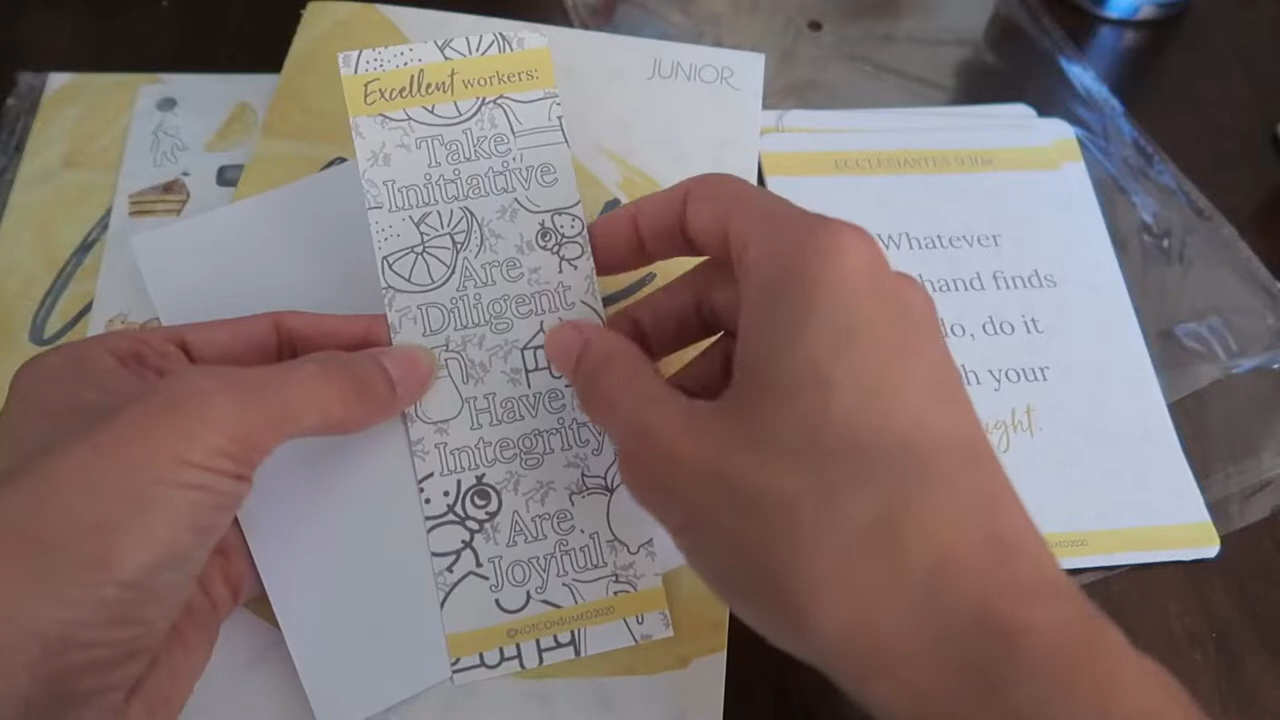 Excellent workers:
Take
Initiative
Are
Diligent
Have
Integrity
Are
Joyful
©NOTCONSUMED2020
JUNIOR
ECCLESIASTES 9:10a
Whatever
hand finds
do, do it
your